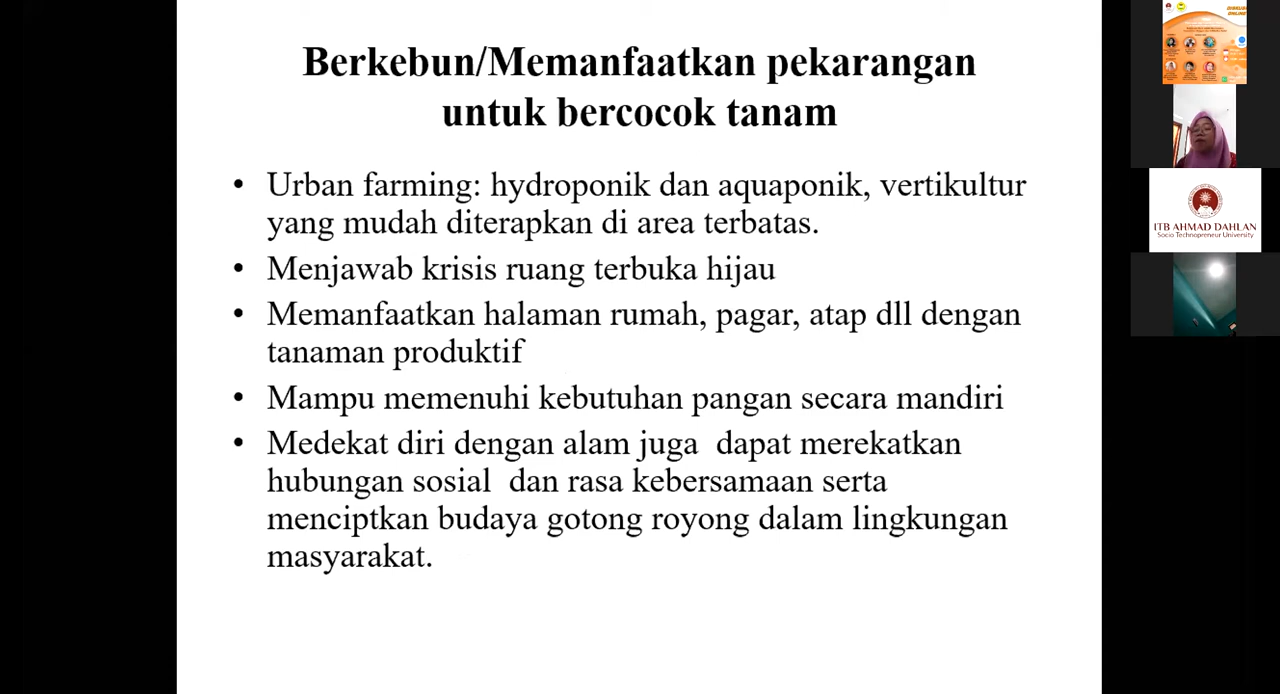 Berkebun/Memanfaatkan pekarangan
untuk bercocok tanam
• Urban farming: hydroponik dan aquaponik, vertikultur
yang mudah diterapkan di area terbatas.
• Menjawab krisis ruang terbuka hijau
• Memanfaatkan halaman rumah, pagar, atap dll dengan
tanaman produktif
• Mampu memenuhi kebutuhan pangan secara mandiri
• Medekat diri dengan alam juga  dapat merekatkan
hubungan sosial  dan rasa kebersamaan serta
menciptkan budaya gotong royong dalam lingkungan
masyarakat.
ITB AHMAD DAHLAN
Socio Technopreneur University